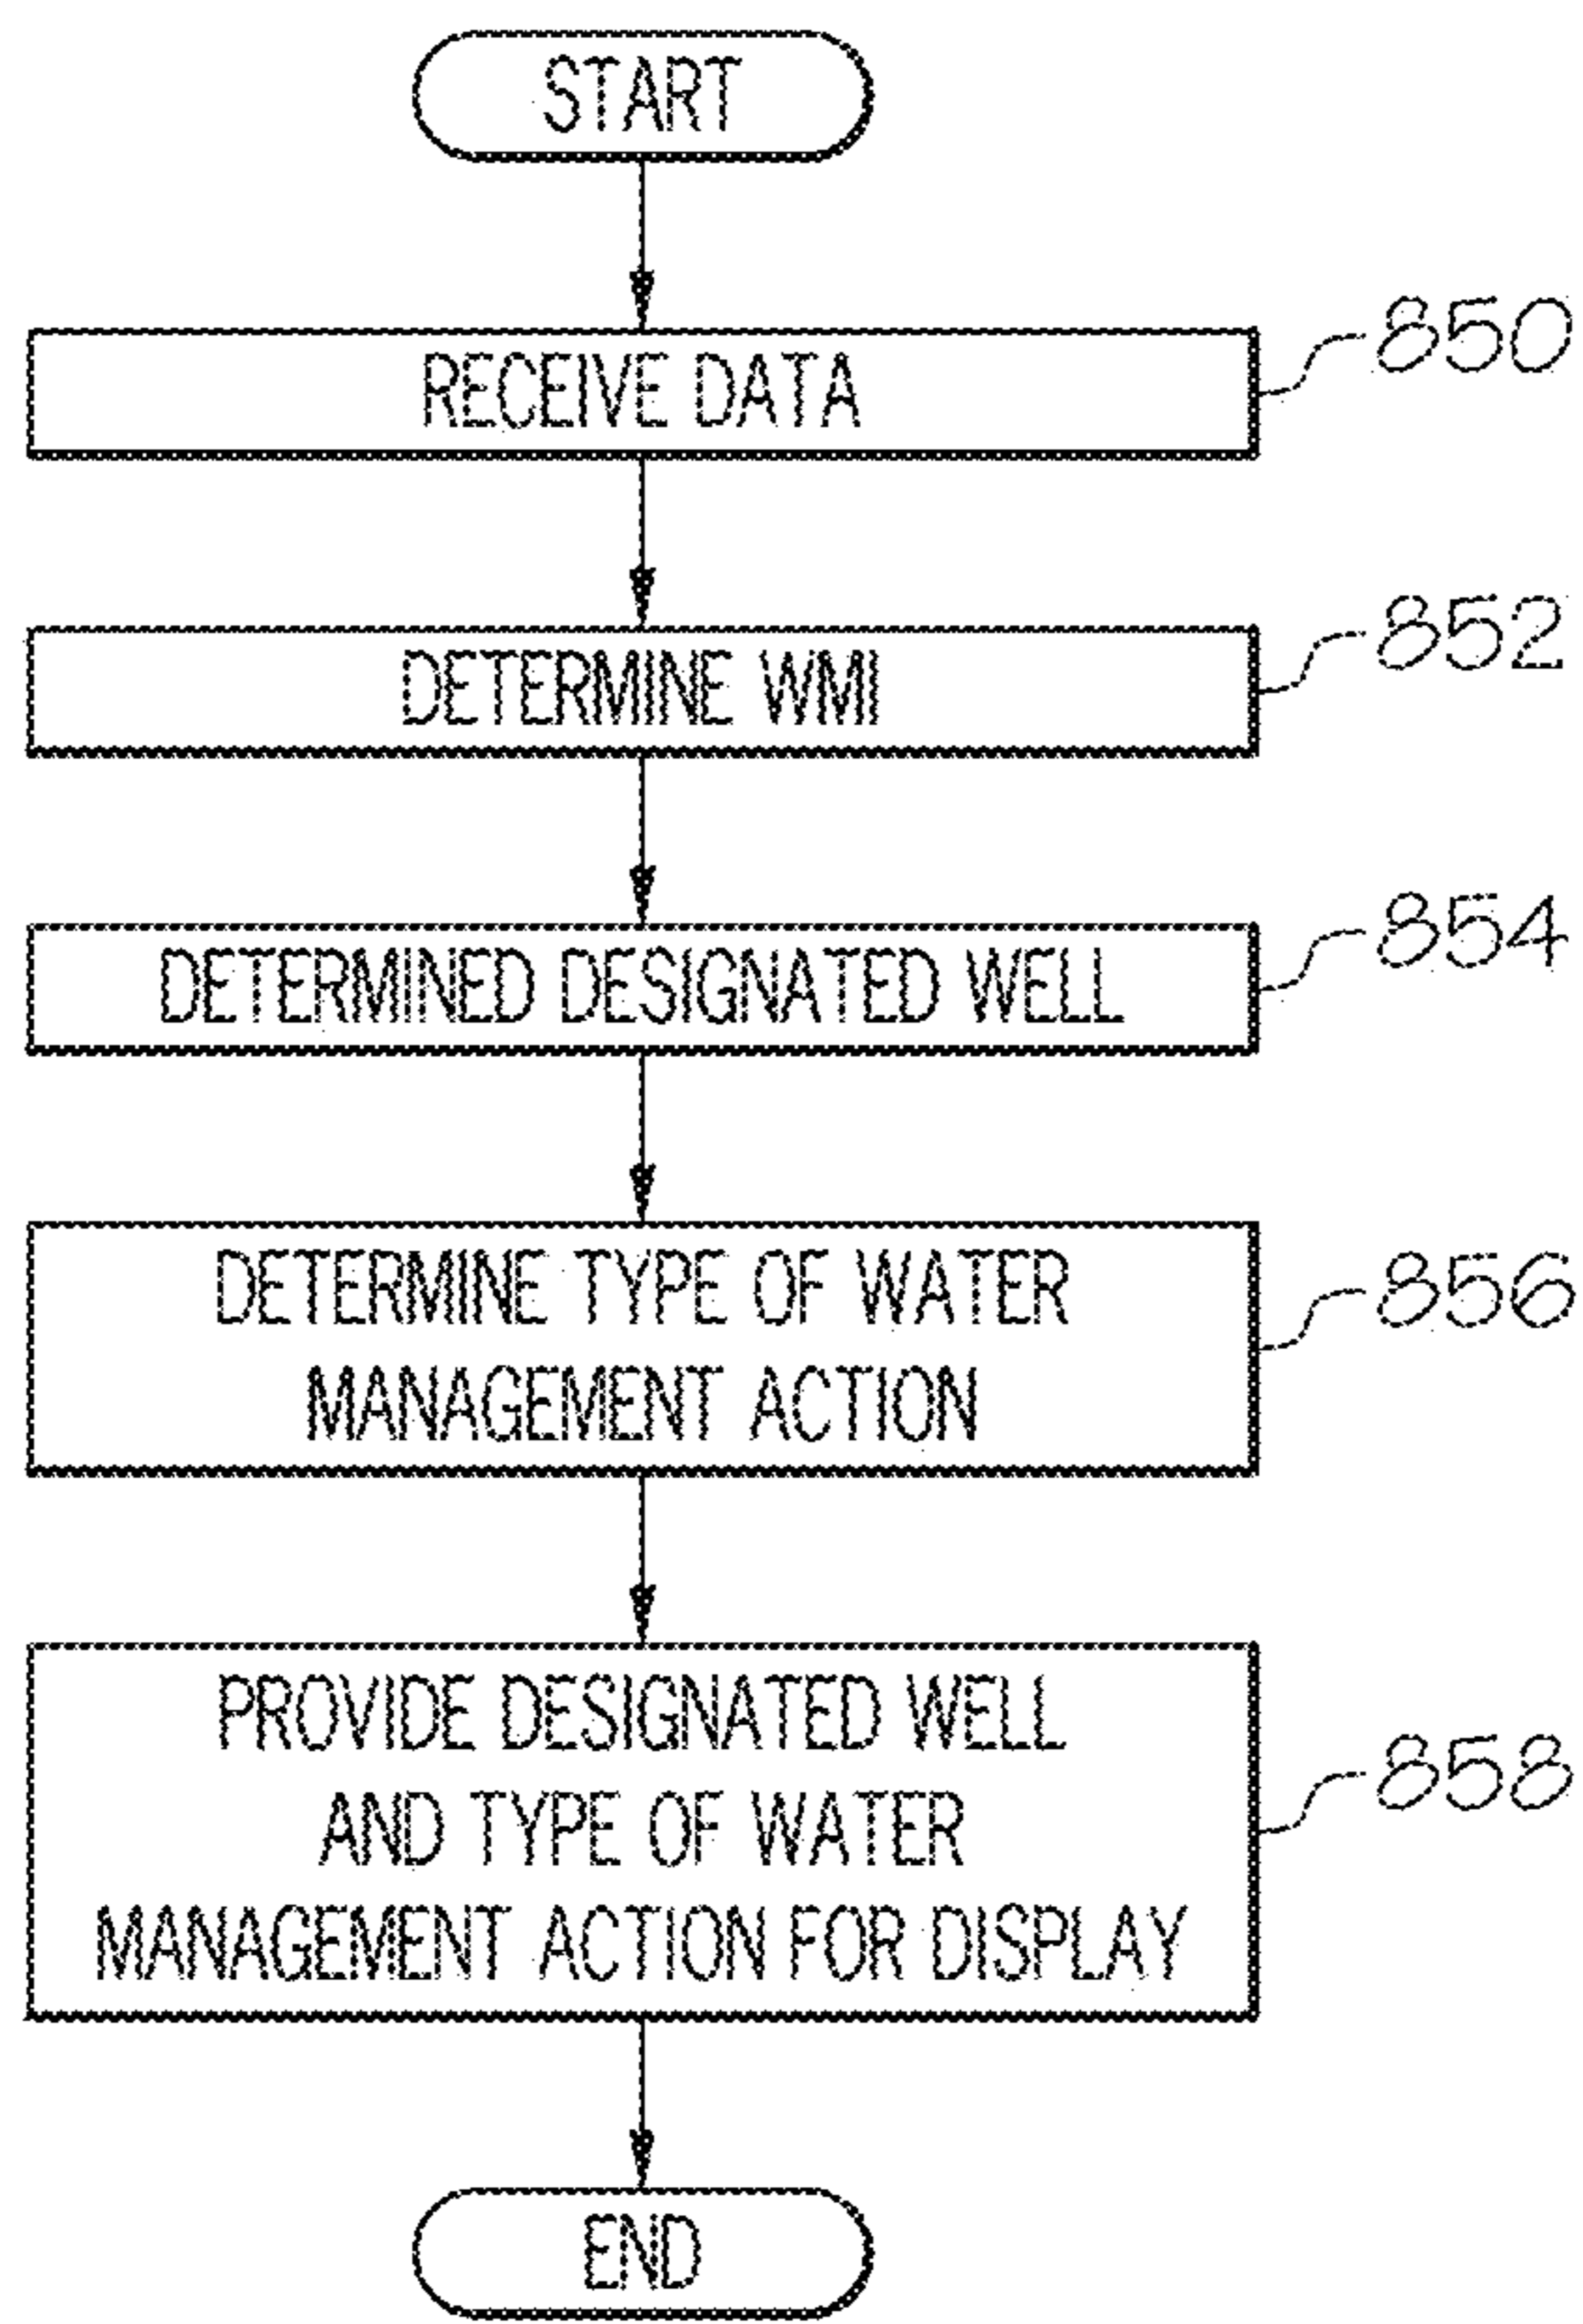 START
RECEIVE DATA
850
DETERMINE WMI
852
DETERMINED DESIGNATED WELL
854
DETERMINE TYPE OF WATER
MANAGEMENT ACTION
856
PROVIDE DESIGNATED WELL
AND TYPE OF WATER
MANAGEMENT ACTION FOR DISPLAY
858
END